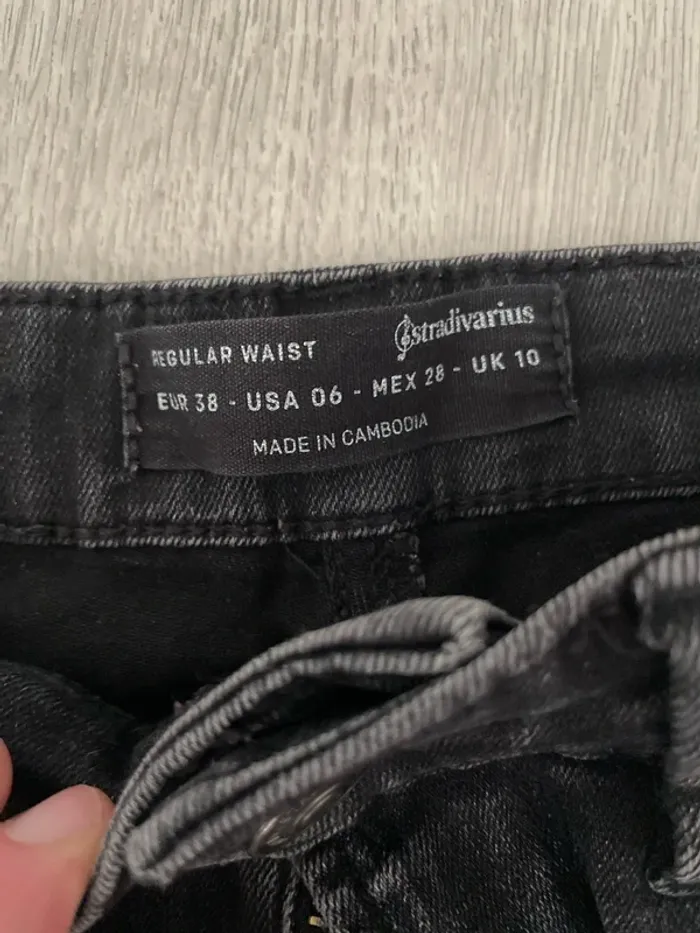 stradivarius
REGULAR WAIST
EUR 38 - USA 06 - MEX 28 - UK 10
MADE IN CAMBODIA